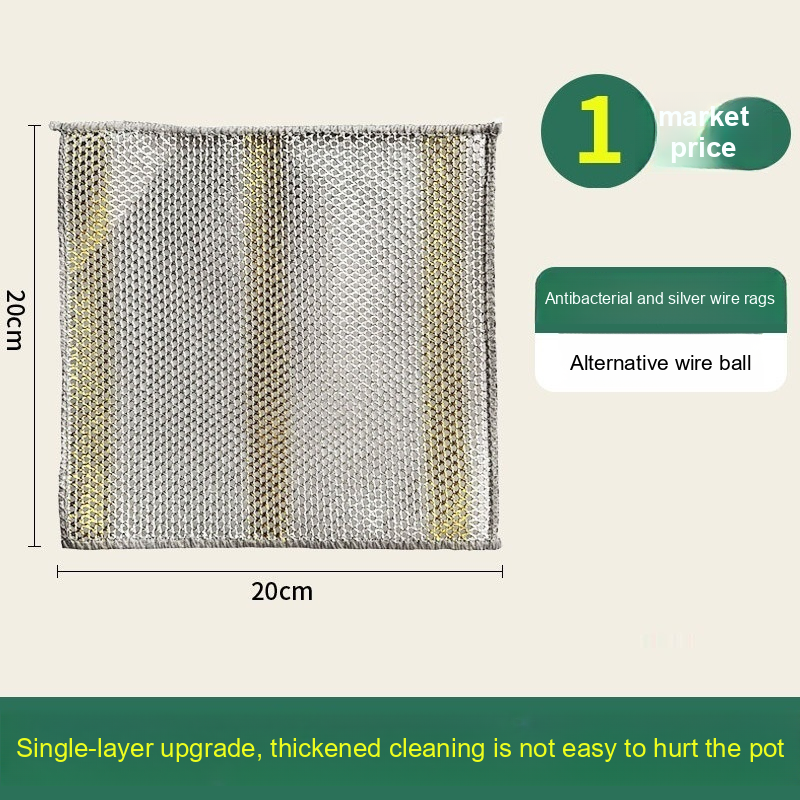 1
market
price
Antibacterial and silver wire rags
Alternative wire ball
20cm
20cm
Single-layer upgrade, thickened cleaning is not easy to hurt the pot